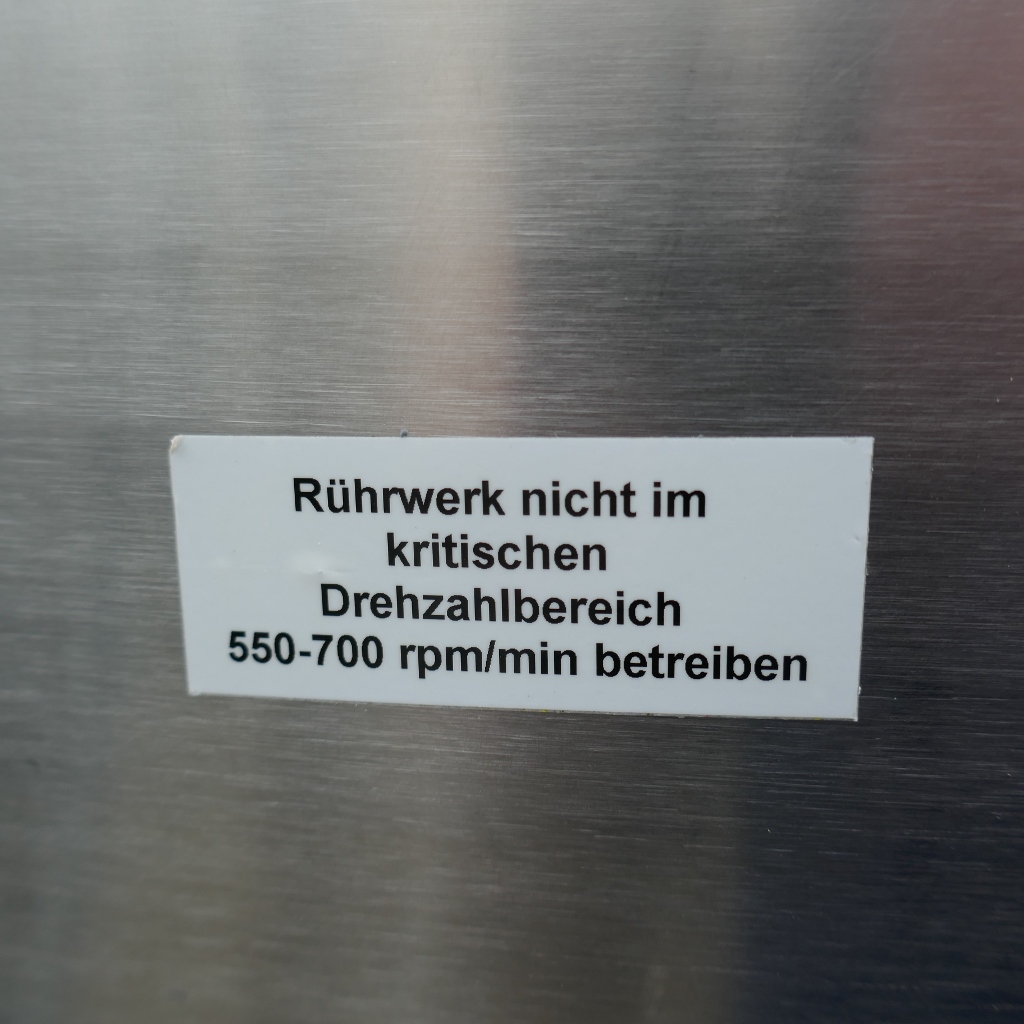 Rührwerk nicht im
kritischen
Drehzahlbereich
550-700 rpm/min betreiben